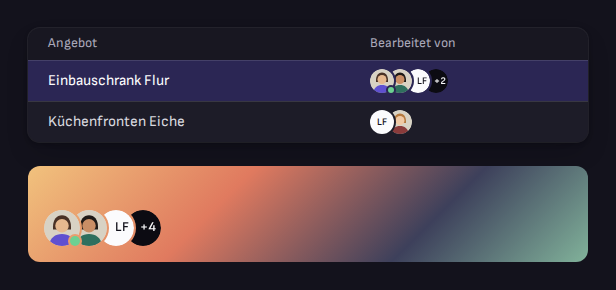 Angebot Bearbeitet von
Einbauschrank Flur LF +2
Küchenfronten Eiche LF
LF +4